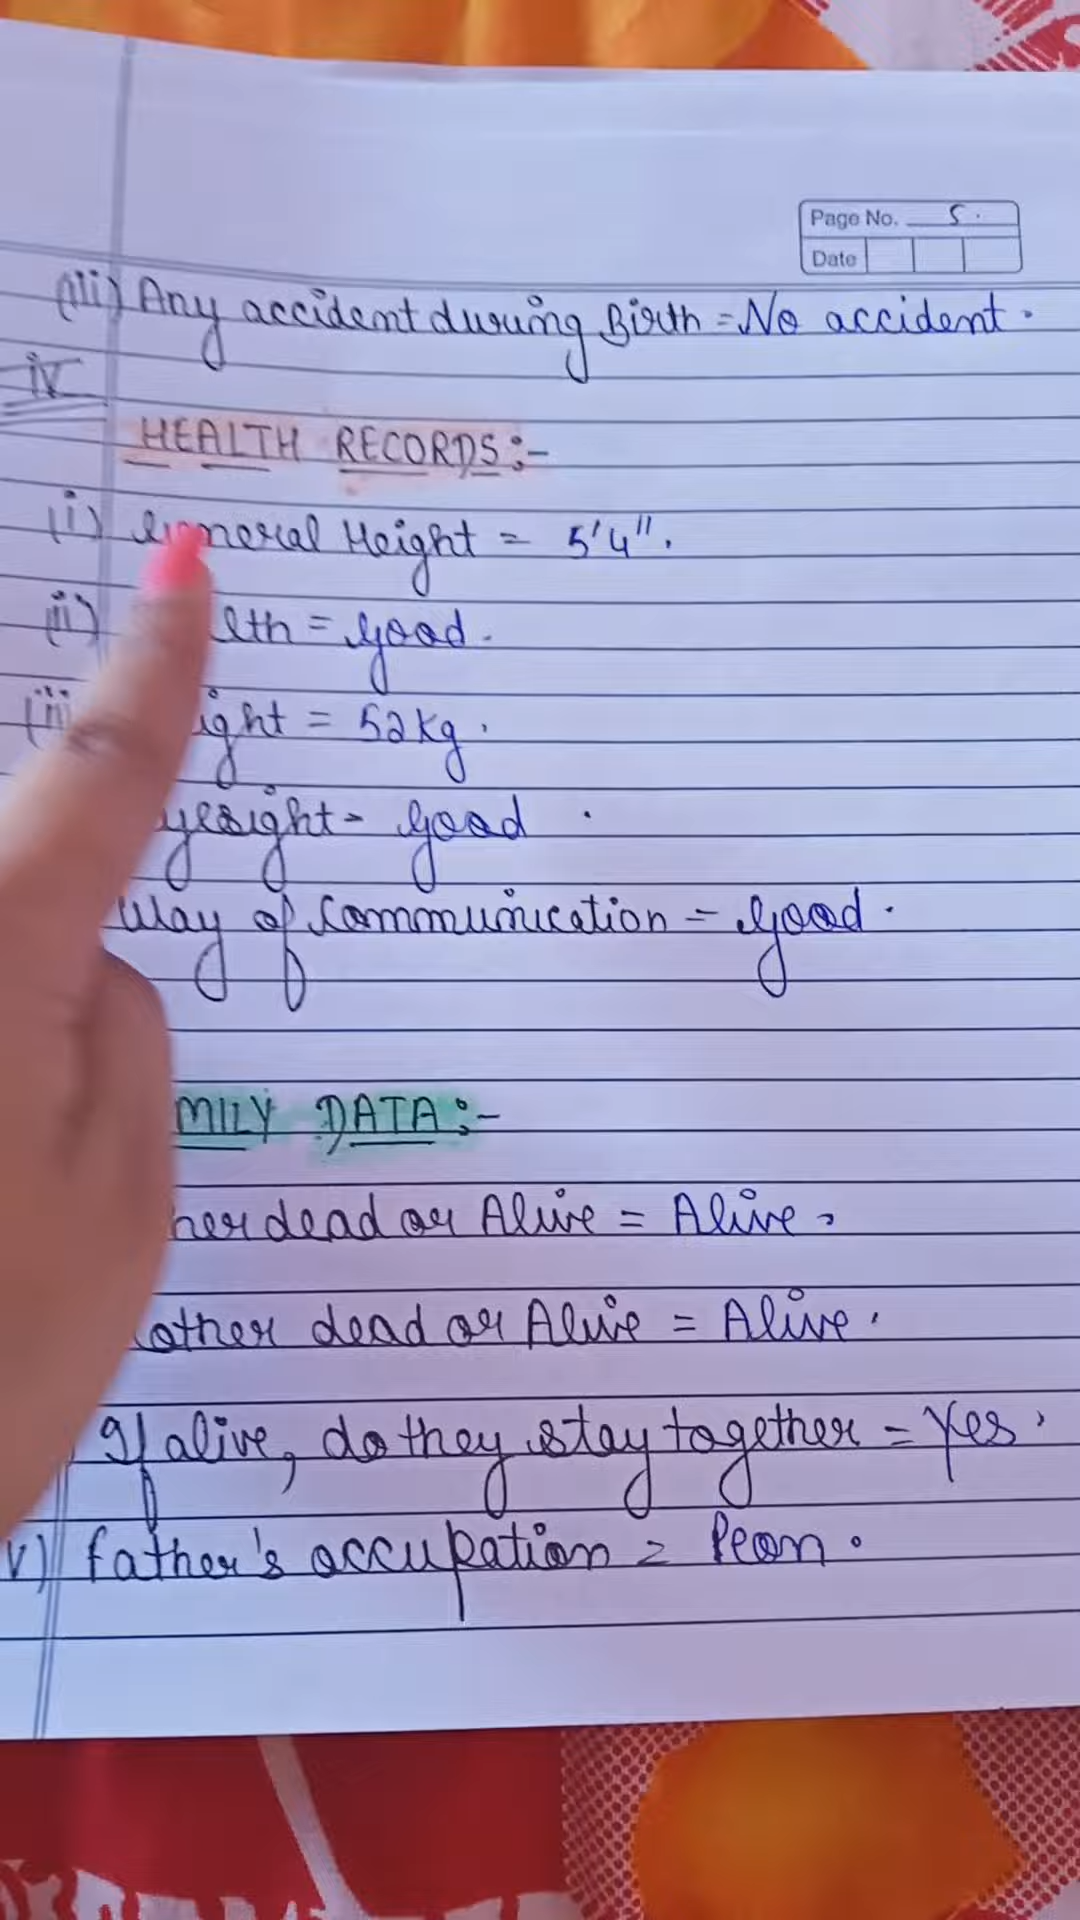 Page No. 5.
Date
(iii) Any accident during Birth = No accident.
iv
HEALTH RECORDS:-
(i) General Height = 5'4".
(ii) lth = Good.
(iii) ight = 52kg.
yesight = Good.
Way of Communication = Good.
MILY DATA:-
her dead or Alive = Alive.
other dead or Alive = Alive.
If alive, do they stay together = Yes.
v) father's occupation = Peon.